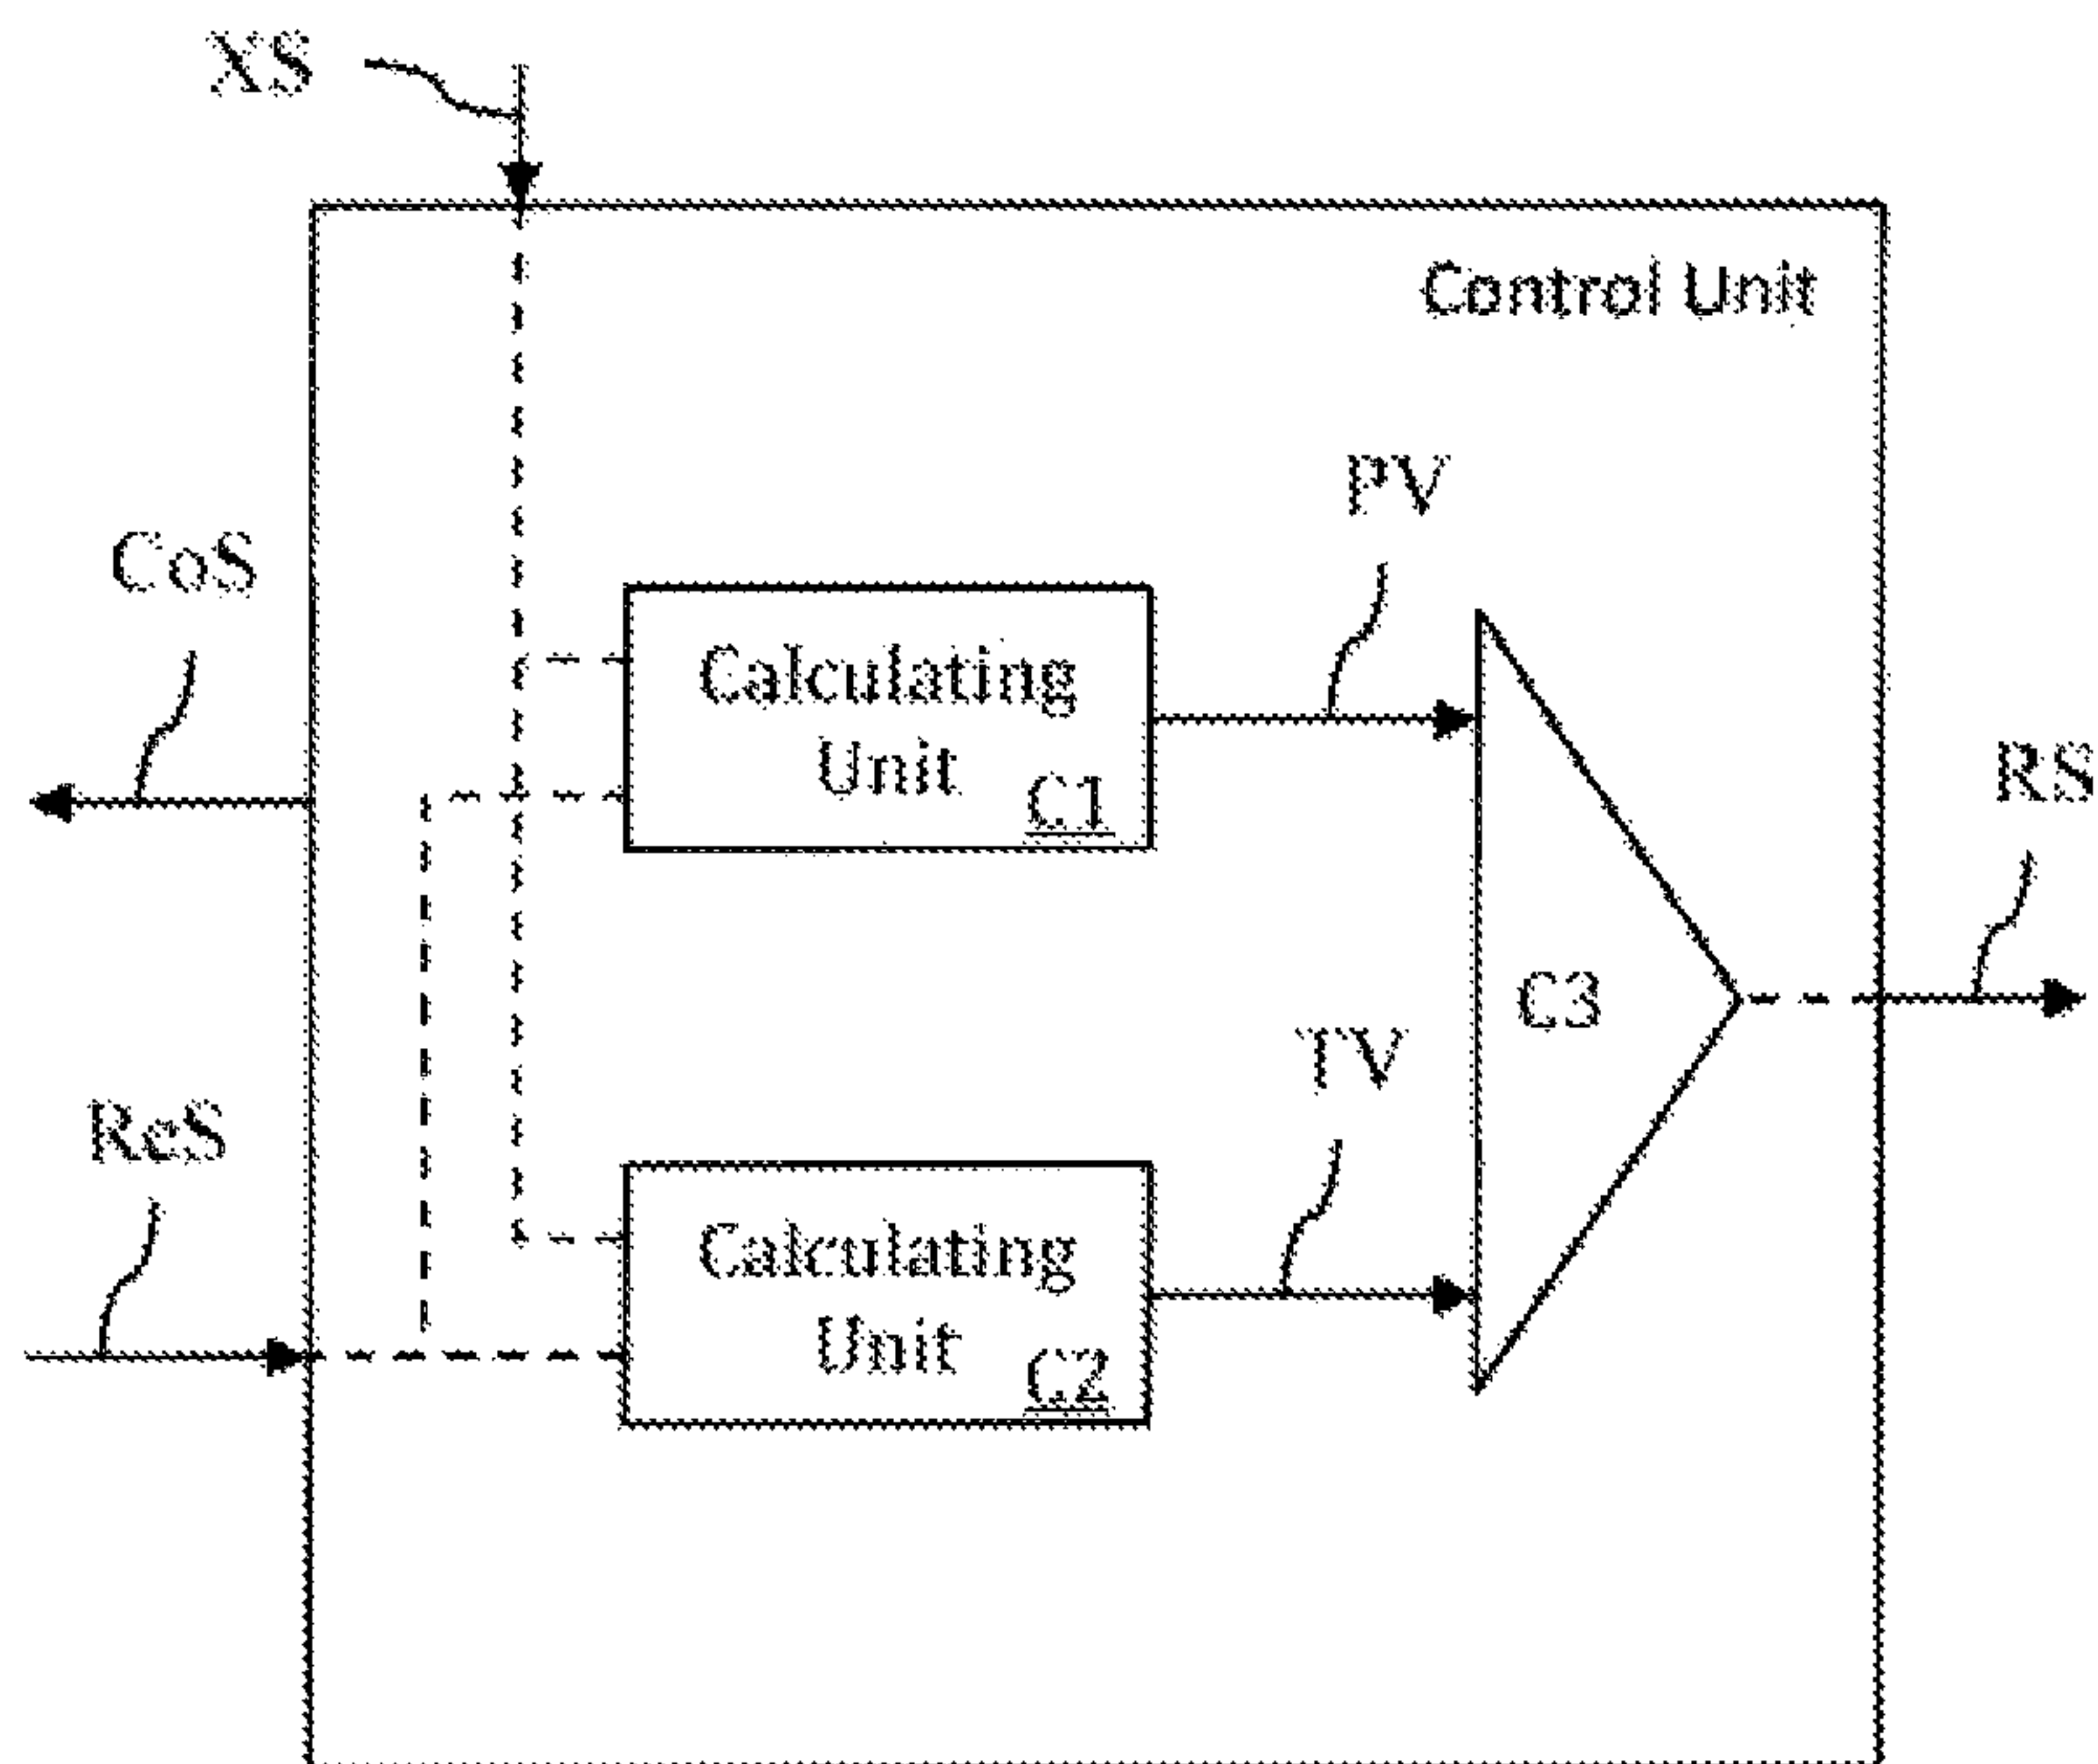 XS
Control Unit
PV
CoS
Calculating
Unit
C1
RS
C3
TV
ReS
Calculating
Unit
C2